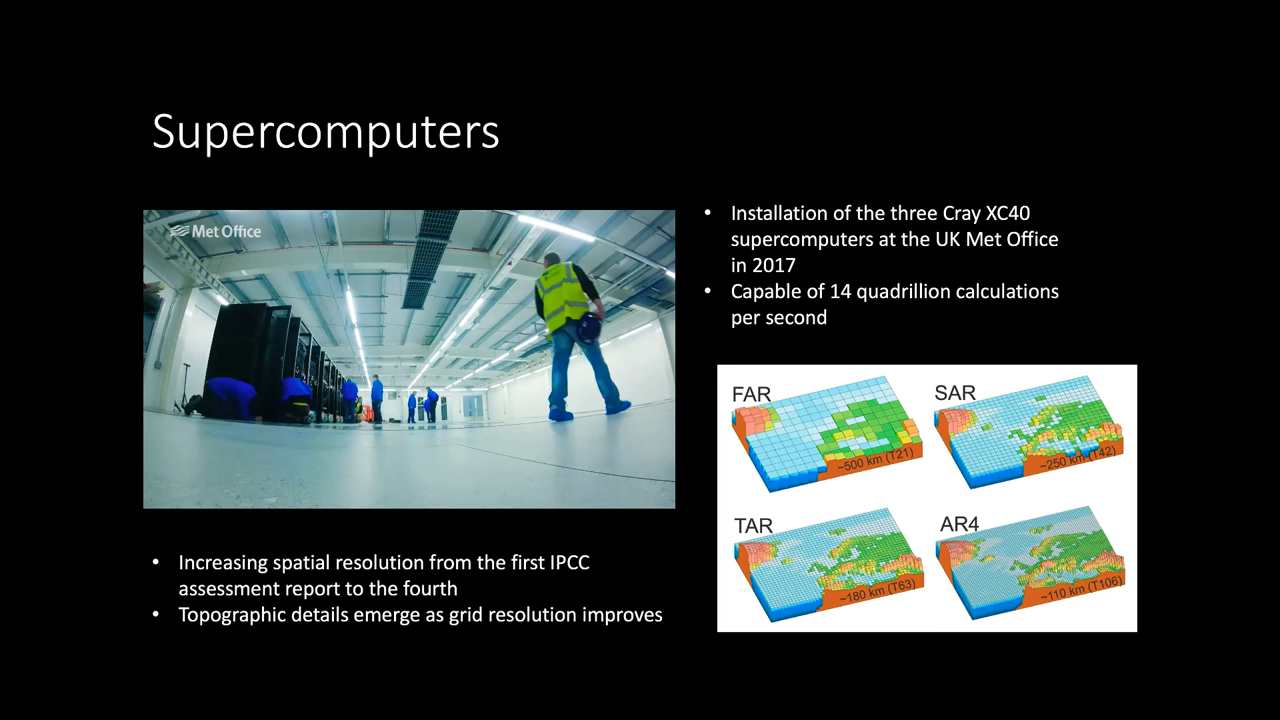 Supercomputers
Met Office
• Installation of the three Cray XC40
supercomputers at the UK Met Office
in 2017
• Capable of 14 quadrillion calculations
per second
FAR
~500 km (T21)
SAR
~250 km (T42)
TAR
~180 km (T63)
AR4
~110 km (T106)
• Increasing spatial resolution from the first IPCC
assessment report to the fourth
• Topographic details emerge as grid resolution improves